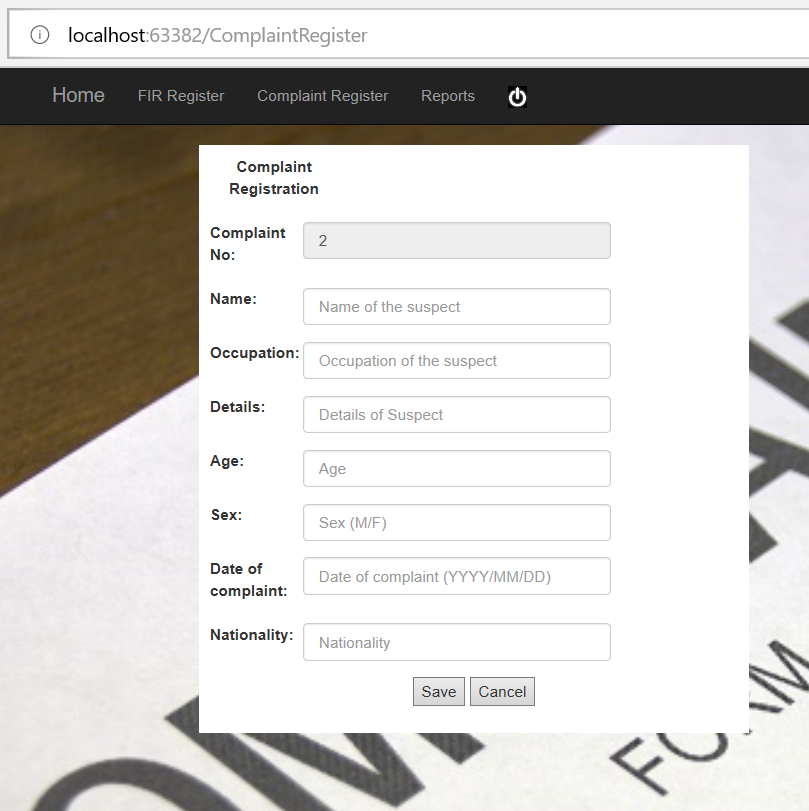 localhost:63382/ComplaintRegister
Home FIR Register Complaint Register Reports
Complaint
Registration
Complaint
No:
2
Name:
Name of the suspect
Occupation:
Occupation of the suspect
Details:
Details of Suspect
Age:
Age
Sex:
Sex (M/F)
Date of
complaint:
Date of complaint (YYYY/MM/DD)
Nationality:
Nationality
Save Cancel